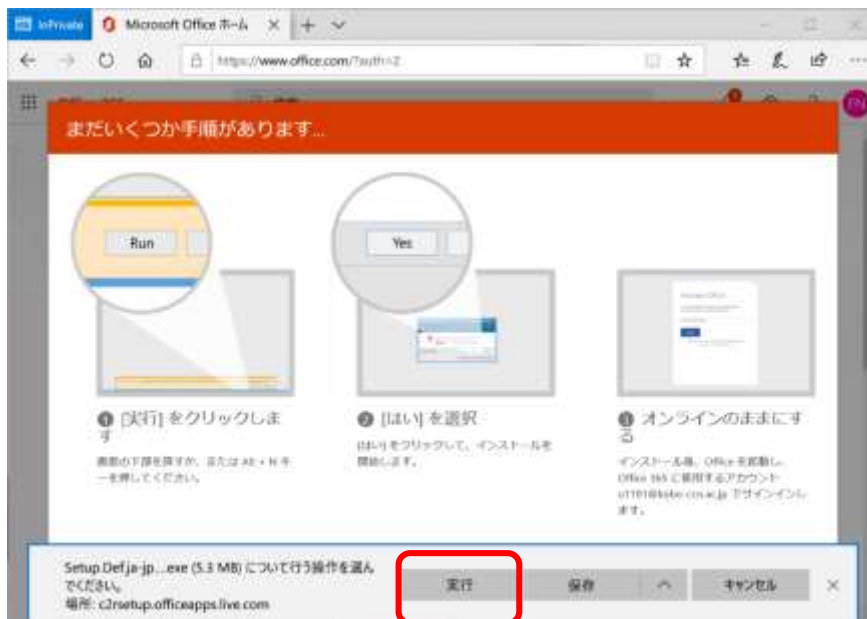 InPrivate
Microsoft Office ホーム
https://www.office.com/?auth=2
まだいくつか手順があります...
Run
Yes
❶ [実行] をクリックしま
す
画面の下部を探すか、または Alt + N キ
ーを押してください。
❷ [はい] を選択
[はい] をクリックして、インストールを
開始します。
❸ オンラインのままにす
る
インストール後、Office を起動し、
Office 365 に使用するアカウント
でサインインし
ます。
Setup.Def.ja-jp...exe (5.3 MB) について行う操作を選ん
でください。
場所: c2rsetup.officeapps.live.com
実行
保存
キャンセル